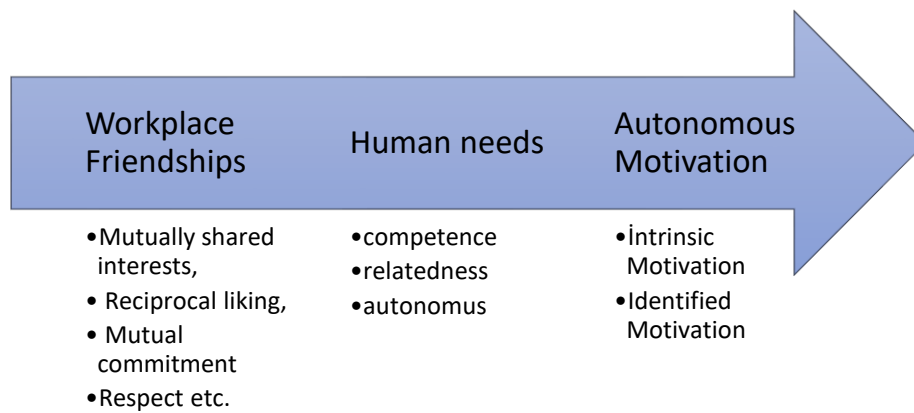 Workplace
Friendships
Human needs
Autonomous
Motivation
•Mutually shared
interests,
• Reciprocal liking,
• Mutual
commitment
•Respect etc.
•competence
•relatedness
•autonomus
•İntrinsic
Motivation
•Identified
Motivation